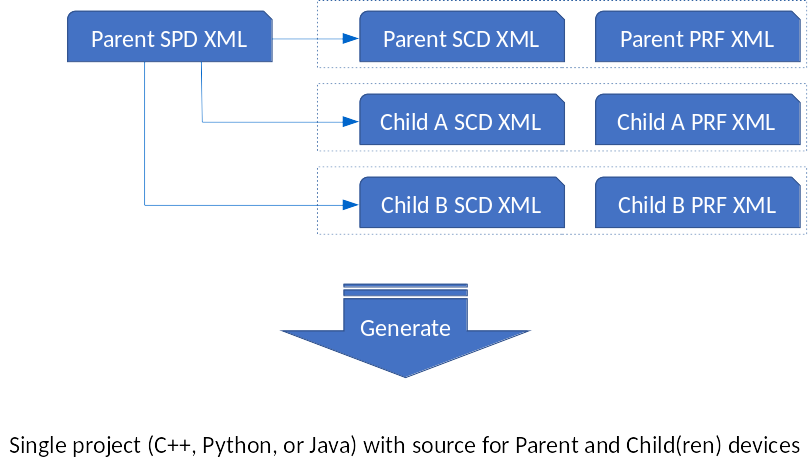 Parent SPD XML
Parent SCD XML
Parent PRF XML
Child A SCD XML
Child A PRF XML
Child B SCD XML
Child B PRF XML
Generate
Single project (C++, Python, or Java) with source for Parent and Child(ren) devices